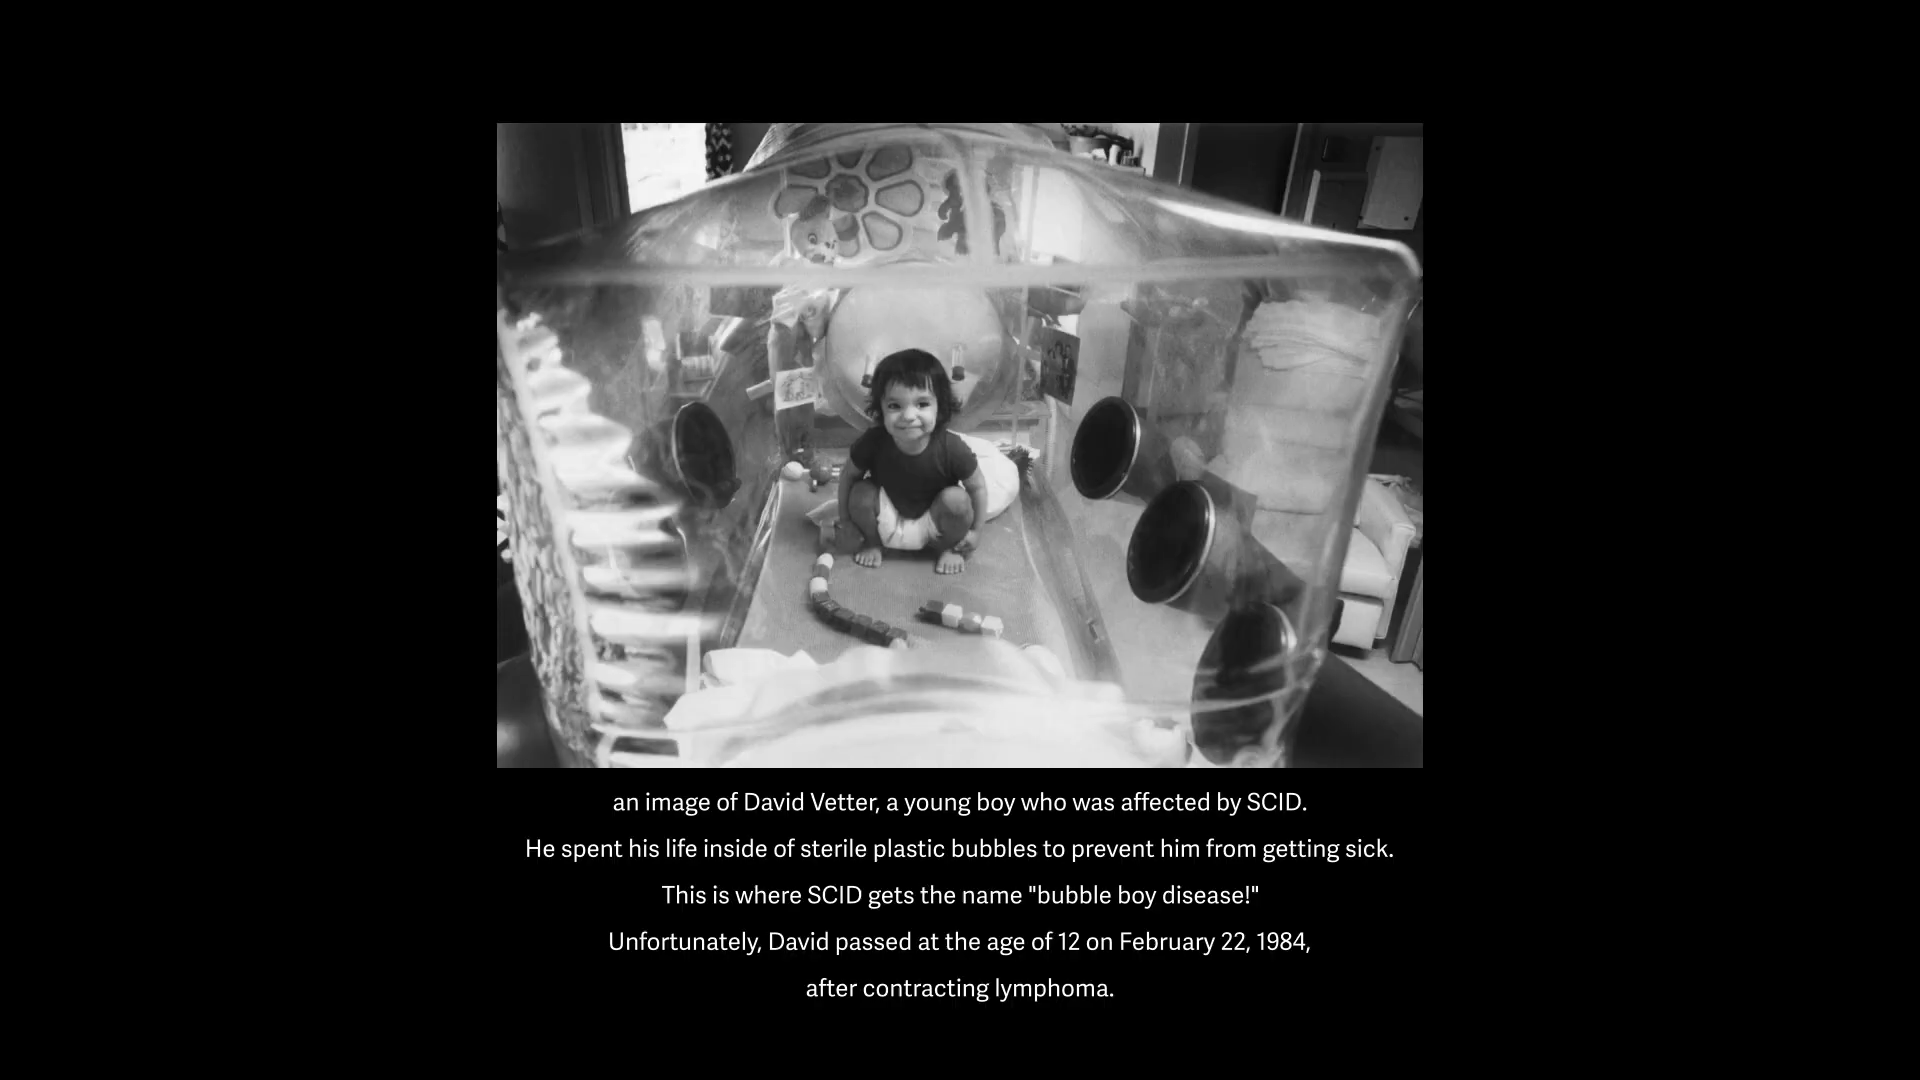 an image of David Vetter, a young boy who was affected by SCID.
He spent his life inside of sterile plastic bubbles to prevent him from getting sick.
This is where SCID gets the name "bubble boy disease!"
Unfortunately, David passed at the age of 12 on February 22, 1984,
after contracting lymphoma.